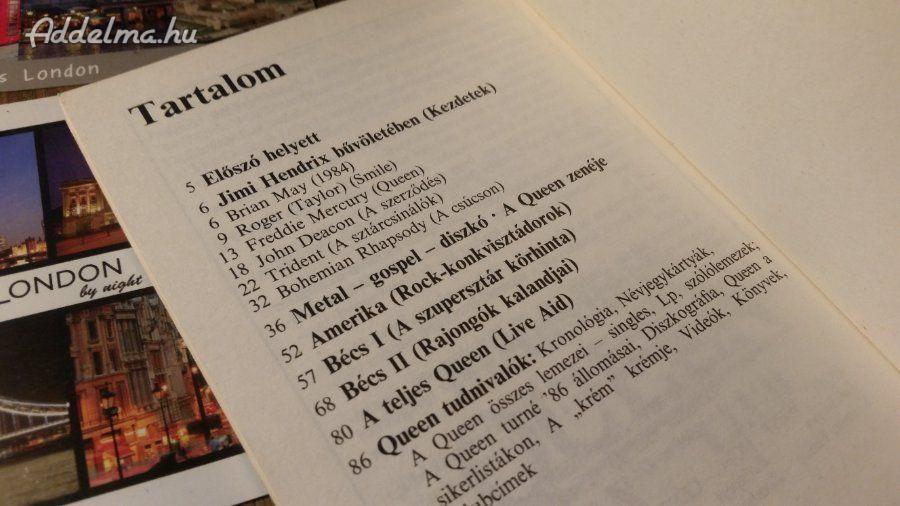 Addelma.hu
s London
LONDON
by night
Tartalom
5 Előszó helyett
6 Jimi Hendrix bűvöletében (Kezdetek)
6 Brian May (1984)
9 Roger (Taylor) (Smile)
13 Freddie Mercury (Queen)
18 John Deacon (A szerződés)
22 Trident (A sztárcsinálók)
32 Bohemian Rhapsody (A csúcson)
36 Metal – gospel – diszkó · A Queen zenéje
52 Amerika (Rock-konkvisztádorok)
57 Bécs I (A szupersztár körhinta)
68 Bécs II (Rajongók kalandjai)
80 A teljes Queen (Live Aid)
86 Queen tudnivalók: Kronológia, Névjegykártyák,
A Queen összes lemezei – singles, Lp, szólólemezek;
A Queen turné '86 állomásai, Diszkográfia, Queen a
sikerlistákon, A „krém” krémje, Videók, Könyvek,